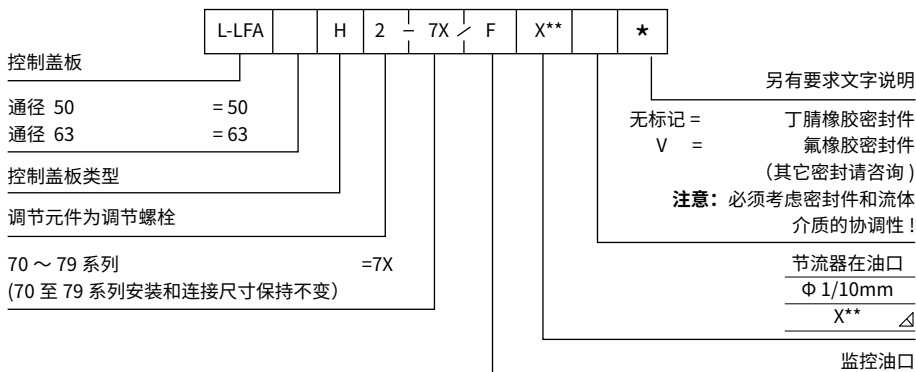 L-LFA H 2 – 7X / F X** *
控制盖板
另有要求文字说明
通径 50 = 50
通径 63 = 63
无标记 = 丁腈橡胶密封件
V = 氟橡胶密封件
（其它密封请咨询 )
控制盖板类型
注意：必须考虑密封件和流体
介质的协调性 !
调节元件为调节螺栓
70 ～ 79 系列 =7X
(70 至 79 系列安装和连接尺寸保持不变）
节流器在油口
Φ 1/10mm
X**
监控油口